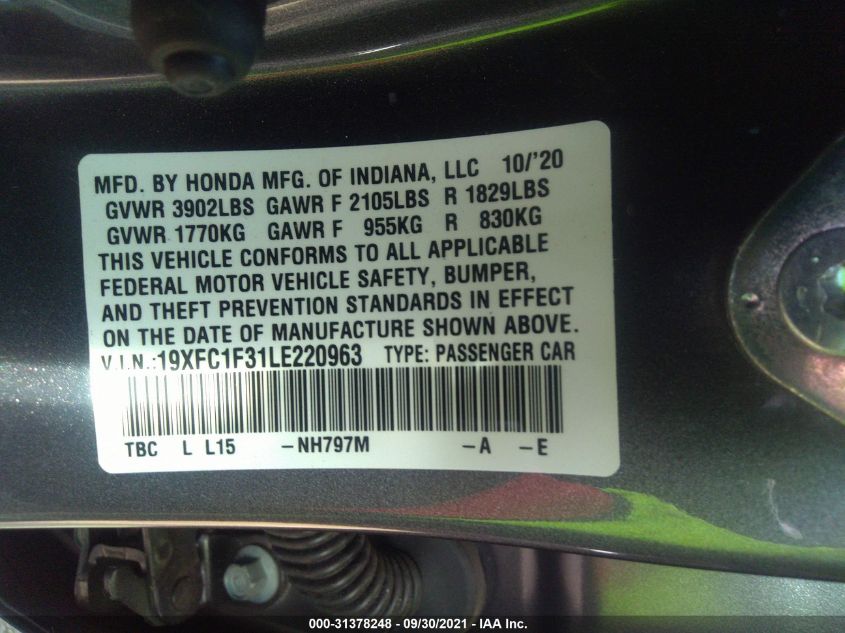 MFD. BY HONDA MFG. OF INDIANA, LLC 10/'20
GVWR 3902LBS GAWR F 2105LBS R 1829LBS
GVWR 1770KG GAWR F 955KG R 830KG
THIS VEHICLE CONFORMS TO ALL APPLICABLE
FEDERAL MOTOR VEHICLE SAFETY, BUMPER,
AND THEFT PREVENTION STANDARDS IN EFFECT
ON THE DATE OF MANUFACTURE SHOWN ABOVE.
V.I.N.:19XFC1F31LE220963 TYPE: PASSENGER CAR
TBC L L15 -NH797M -A -E
000-31378248 - 09/30/2021 - IAA Inc.